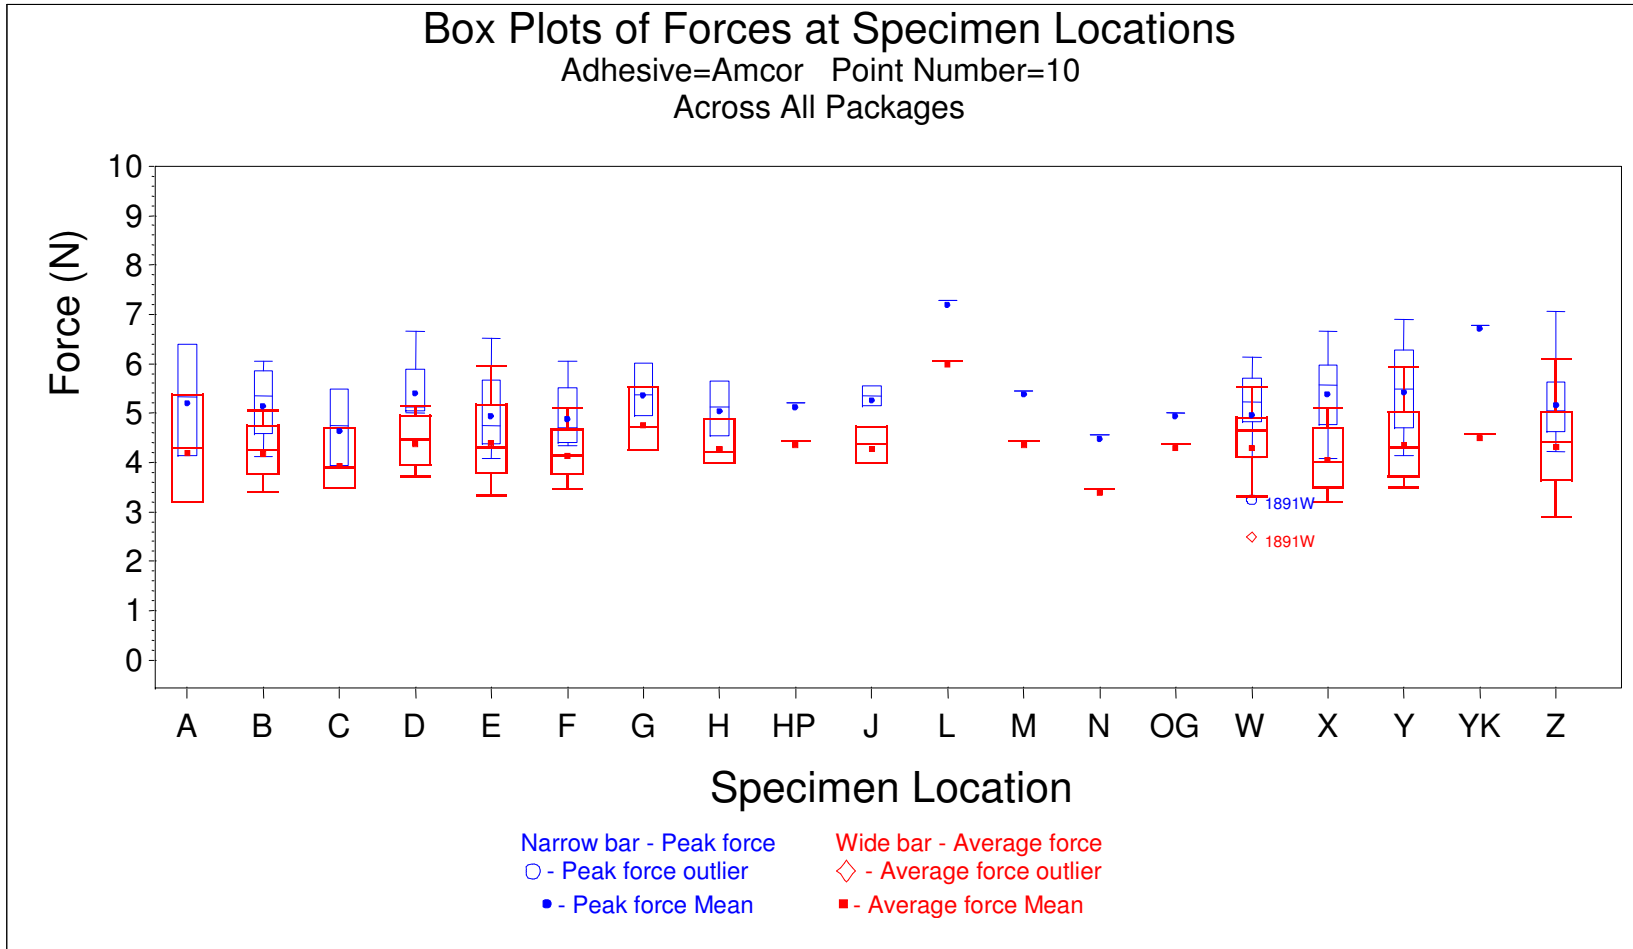 Box Plots of Forces at Specimen Locations
Adhesive=Amcor Point Number=10
Across All Packages
Force (N)
10
9
8
7
6
5
4
3
2
1
0
1891W
1891W
A B C D E F G H HP J L M N OG W X Y YK Z
Specimen Location
Narrow bar - Peak force Wide bar - Average force
- Peak force outlier - Average force outlier
- Peak force Mean - Average force Mean